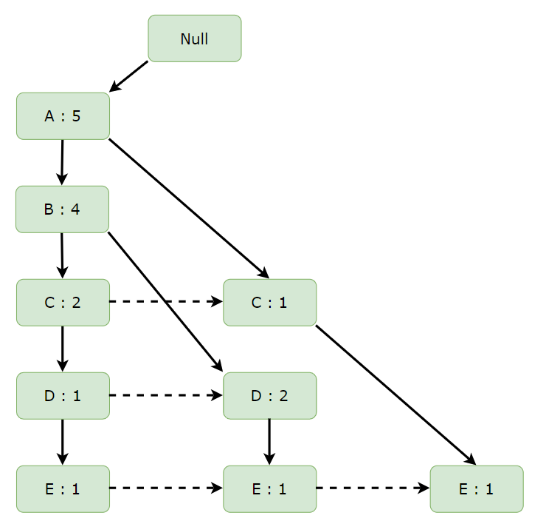 Null
A : 5
B : 4
C : 2
C : 1
D : 1
D : 2
E : 1
E : 1
E : 1